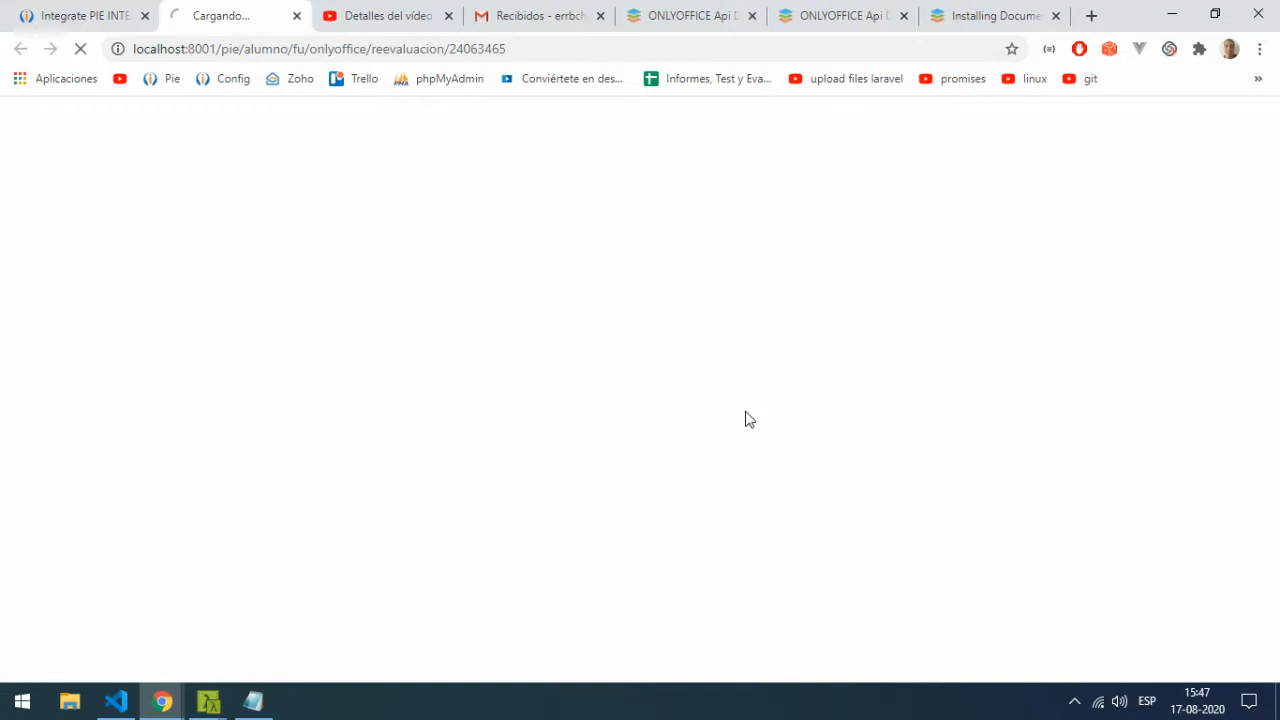 Integrate PIE INTE
Cargando...
Detalles del vídeo
Recibidos - errbch
ONLYOFFICE Api D
ONLYOFFICE Api D
Installing Docume
localhost:8001/pie/alumno/fu/onlyoffice/reevaluacion/24063465
Aplicaciones
Pie
Config
Zoho
Trello
phpMyAdmin
Conviértete en des...
Informes, Test y Eva...
upload files laravel
promises
linux
git
»
ESP
15:47
17-08-2020